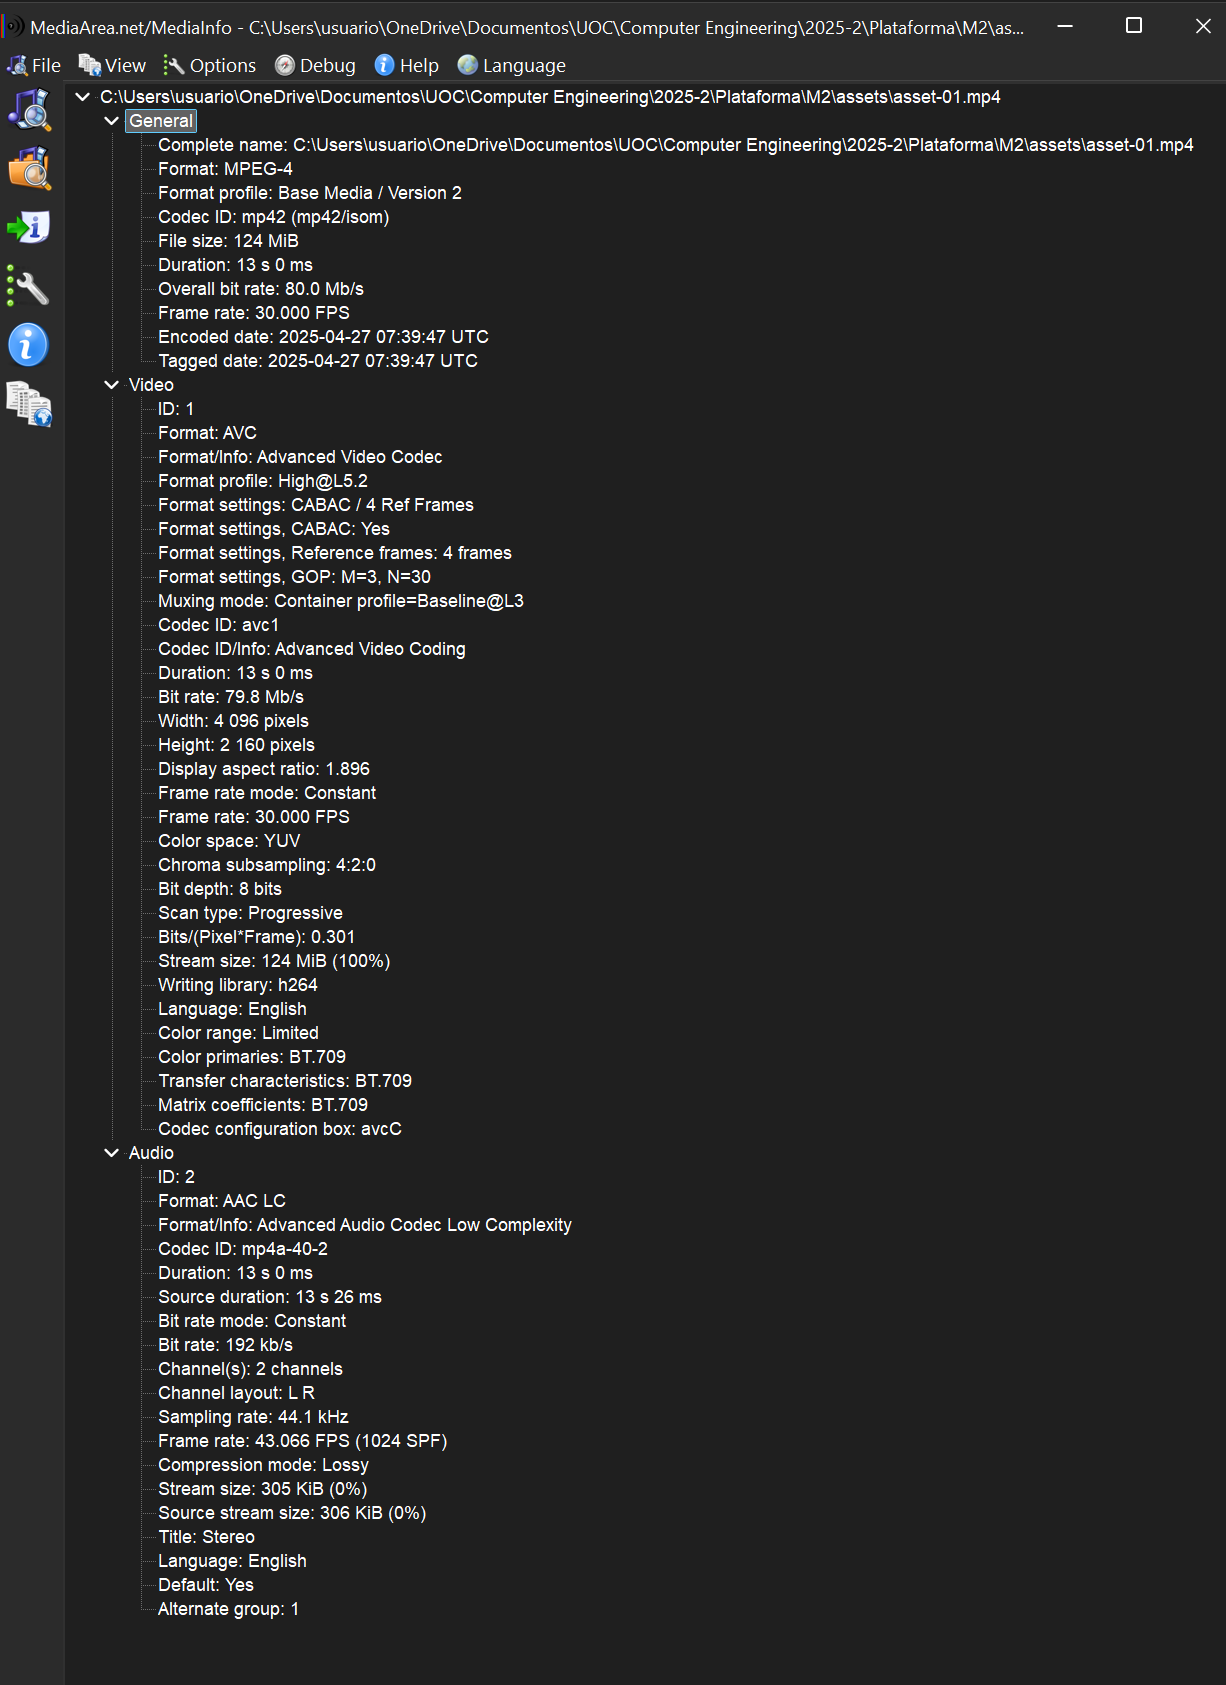 MediaArea.net/MediaInfo - C:\Users\usuario\OneDrive\Documentos\UOC\Computer Engineering\2025-2\Plataforma\M2\as...
File View Options Debug Help Language
C:\Users\usuario\OneDrive\Documentos\UOC\Computer Engineering\2025-2\Plataforma\M2\assets\asset-01.mp4
General
Complete name: C:\Users\usuario\OneDrive\Documentos\UOC\Computer Engineering\2025-2\Plataforma\M2\assets\asset-01.mp4
Format: MPEG-4
Format profile: Base Media / Version 2
Codec ID: mp42 (mp42/isom)
File size: 124 MiB
Duration: 13 s 0 ms
Overall bit rate: 80.0 Mb/s
Frame rate: 30.000 FPS
Encoded date: 2025-04-27 07:39:47 UTC
Tagged date: 2025-04-27 07:39:47 UTC
Video
ID: 1
Format: AVC
Format/Info: Advanced Video Codec
Format profile: High@L5.2
Format settings: CABAC / 4 Ref Frames
Format settings, CABAC: Yes
Format settings, Reference frames: 4 frames
Format settings, GOP: M=3, N=30
Muxing mode: Container profile=Baseline@L3
Codec ID: avc1
Codec ID/Info: Advanced Video Coding
Duration: 13 s 0 ms
Bit rate: 79.8 Mb/s
Width: 4 096 pixels
Height: 2 160 pixels
Display aspect ratio: 1.896
Frame rate mode: Constant
Frame rate: 30.000 FPS
Color space: YUV
Chroma subsampling: 4:2:0
Bit depth: 8 bits
Scan type: Progressive
Bits/(Pixel*Frame): 0.301
Stream size: 124 MiB (100%)
Writing library: h264
Language: English
Color range: Limited
Color primaries: BT.709
Transfer characteristics: BT.709
Matrix coefficients: BT.709
Codec configuration box: avcC
Audio
ID: 2
Format: AAC LC
Format/Info: Advanced Audio Codec Low Complexity
Codec ID: mp4a-40-2
Duration: 13 s 0 ms
Source duration: 13 s 26 ms
Bit rate mode: Constant
Bit rate: 192 kb/s
Channel(s): 2 channels
Channel layout: L R
Sampling rate: 44.1 kHz
Frame rate: 43.066 FPS (1024 SPF)
Compression mode: Lossy
Stream size: 305 KiB (0%)
Source stream size: 306 KiB (0%)
Title: Stereo
Language: English
Default: Yes
Alternate group: 1